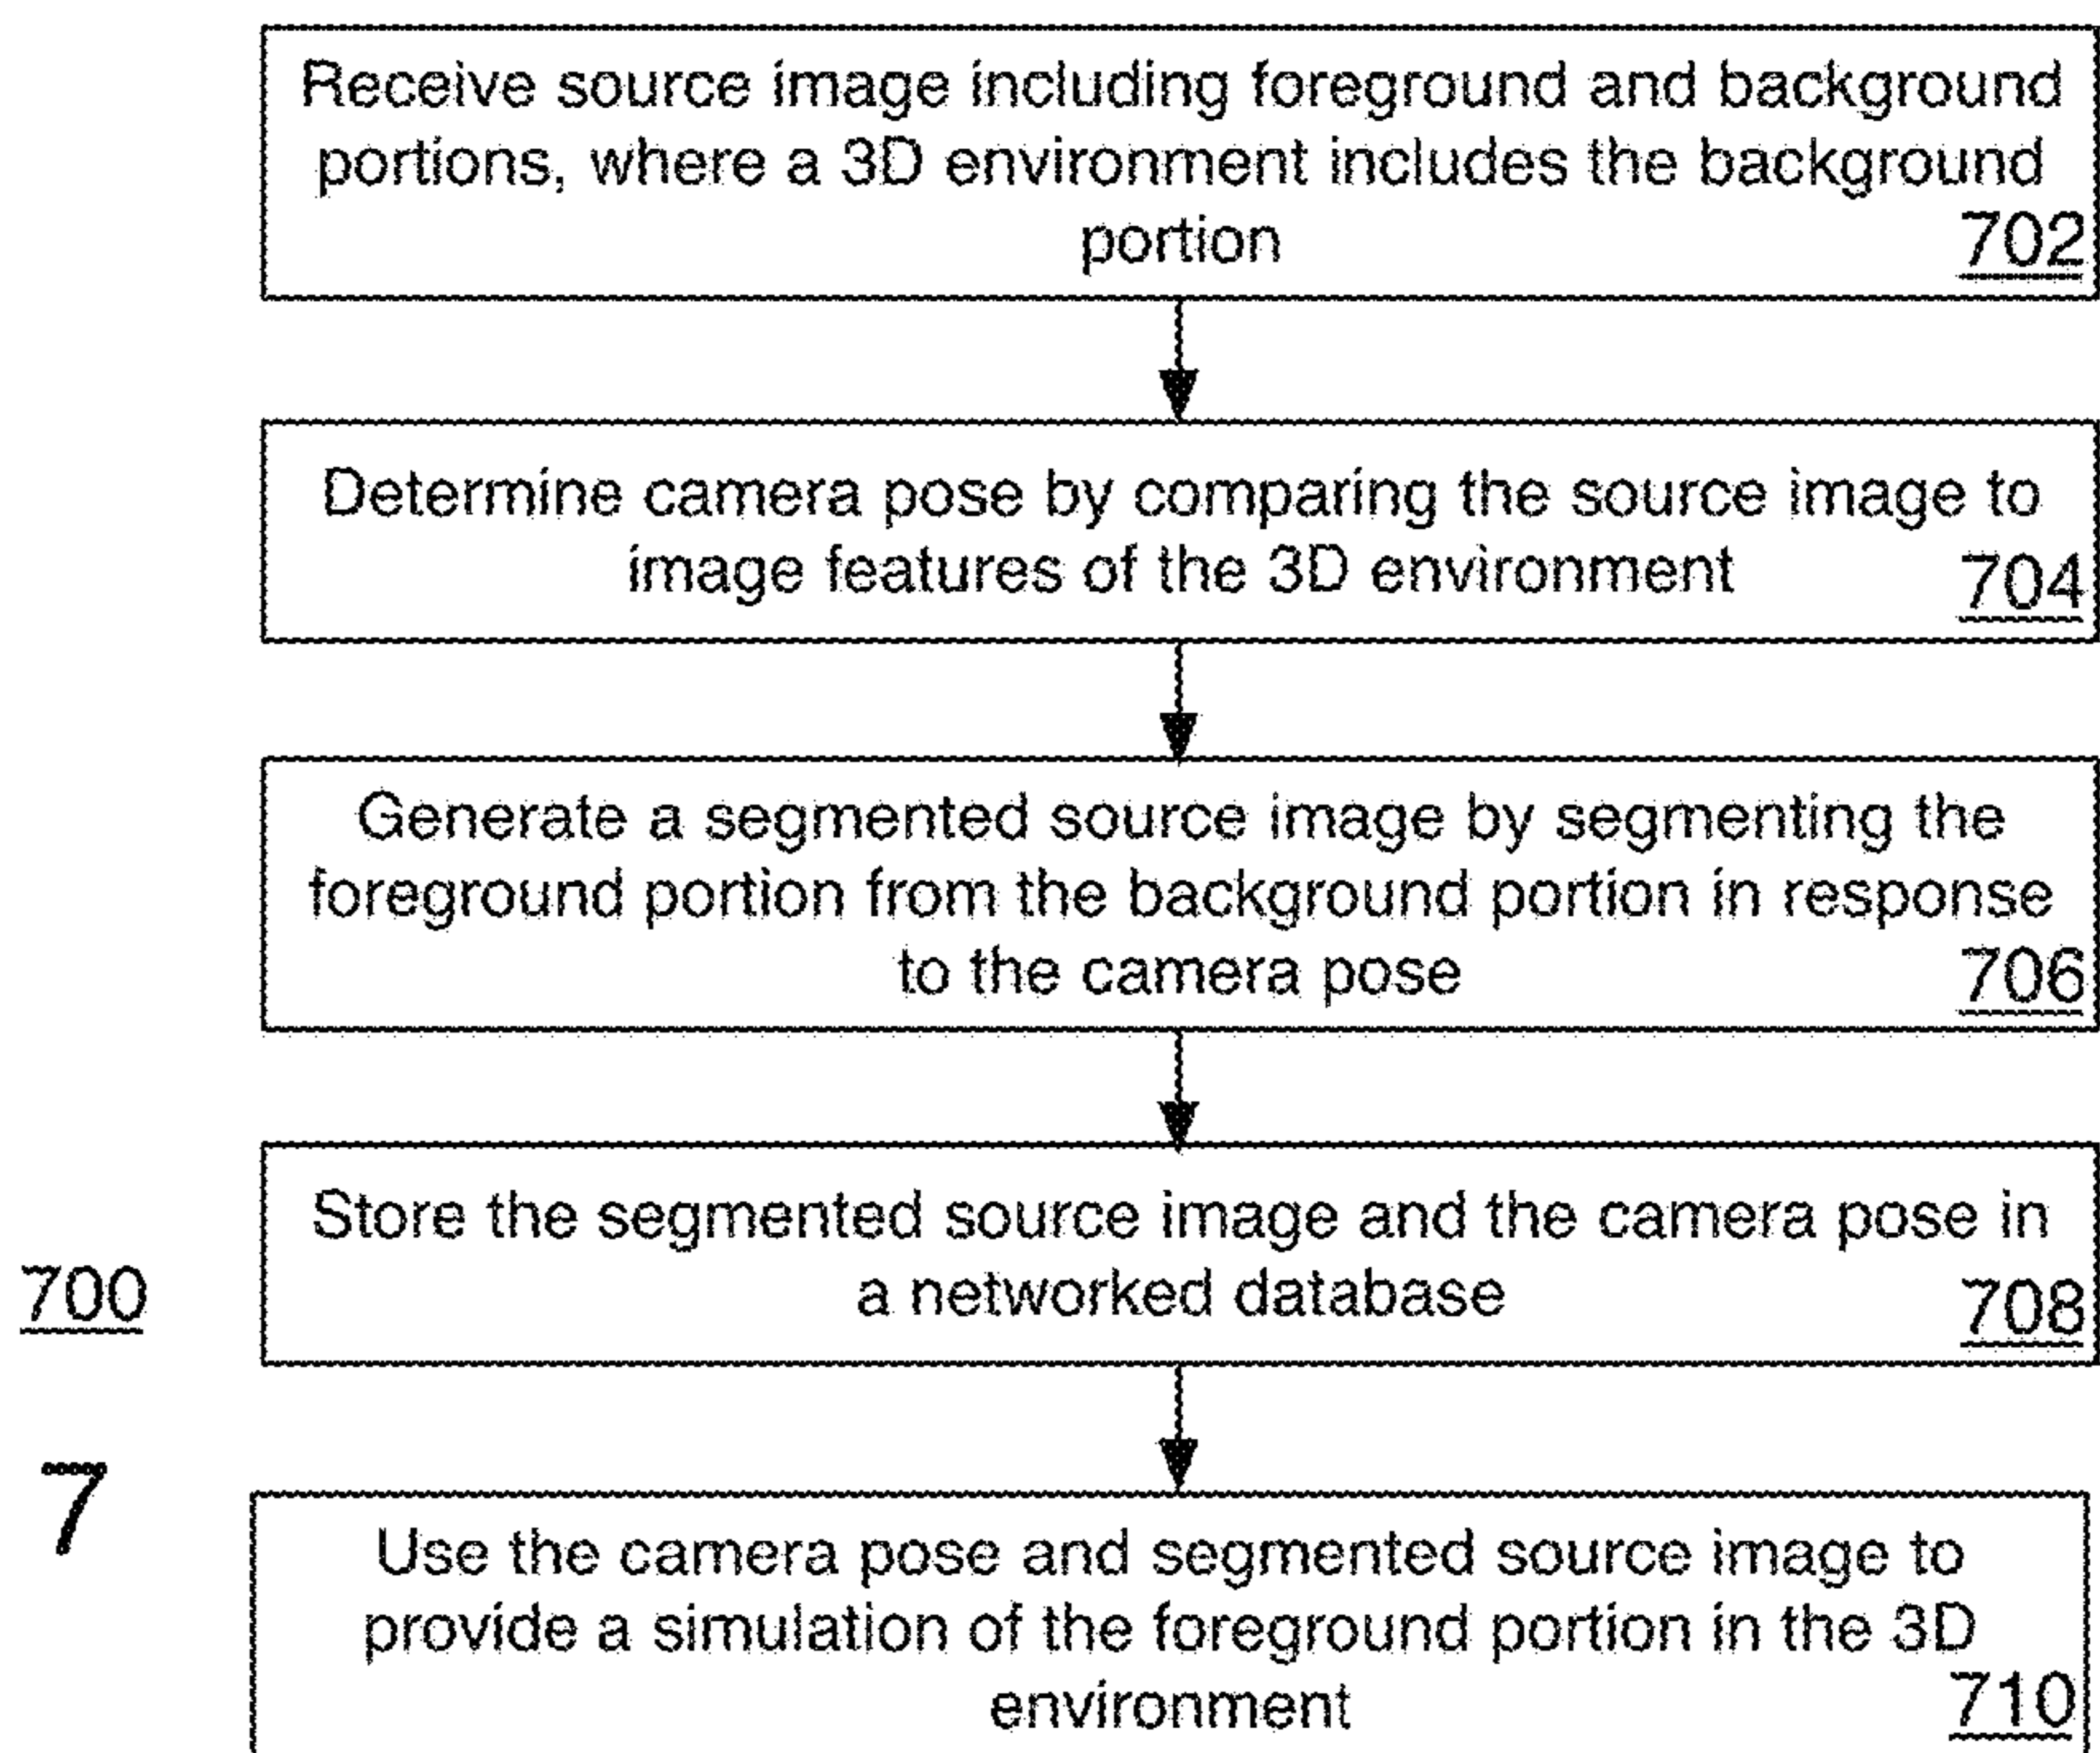 Receive source image including foreground and background
portions, where a 3D environment includes the background
portion
702
Determine camera pose by comparing the source image to
image features of the 3D environment
704
Generate a segmented source image by segmenting the
foreground portion from the background portion in response
to the camera pose
706
Store the segmented source image and the camera pose in
a networked database
708
700
7
Use the camera pose and segmented source image to
provide a simulation of the foreground portion in the 3D
environment
710